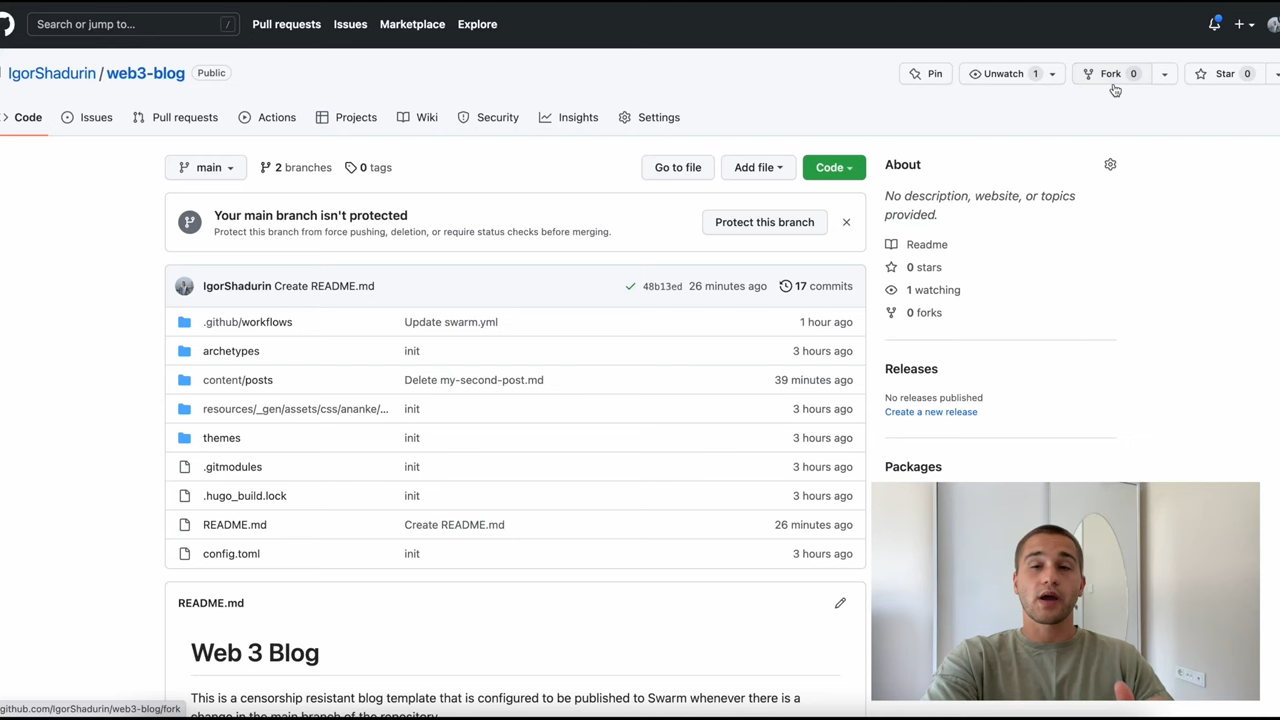 Search or jump to... /
Pull requests Issues Marketplace Explore
IgorShadurin / web3-blog Public
Pin Unwatch 1 Fork 0 Star 0
Code Issues Pull requests Actions Projects Wiki Security Insights Settings
main 2 branches 0 tags Go to file Add file Code
Your main branch isn't protected
Protect this branch from force pushing, deletion, or require status checks before merging.
Protect this branch
IgorShadurin Create README.md 48b13ed 26 minutes ago 17 commits
.github/workflows Update swarm.yml 1 hour ago
archetypes init 3 hours ago
content/posts Delete my-second-post.md 39 minutes ago
resources/_gen/assets/css/ananke/... init 3 hours ago
themes init 3 hours ago
.gitmodules init 3 hours ago
.hugo_build.lock init 3 hours ago
README.md Create README.md 26 minutes ago
config.toml init 3 hours ago
README.md
Web 3 Blog
This is a censorship resistant blog template that is configured to be published to Swarm whenever there is a
change in the main branch of the repository.
About
No description, website, or topics
provided.
Readme
0 stars
1 watching
0 forks
Releases
No releases published
Create a new release
Packages
github.com/IgorShadurin/web3-blog/fork